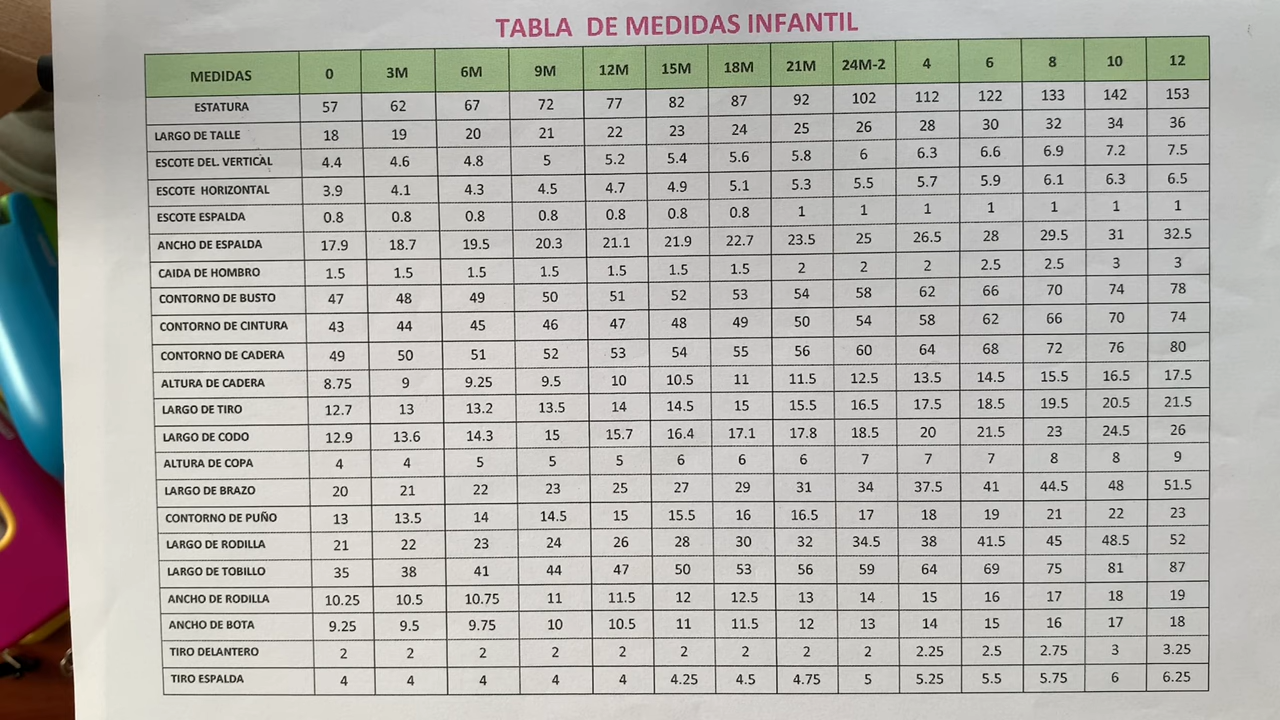 TABLA DE MEDIDAS INFANTIL
MEDIDAS 0 3M 6M 9M 12M 15M 18M 21M 24M-2 4 6 8 10 12
ESTATURA 57 62 67 72 77 82 87 92 102 112 122 133 142 153
LARGO DE TALLE 18 19 20 21 22 23 24 25 26 28 30 32 34 36
ESCOTE DEL. VERTICAL 4.4 4.6 4.8 5 5.2 5.4 5.6 5.8 6 6.3 6.6 6.9 7.2 7.5
ESCOTE HORIZONTAL 3.9 4.1 4.3 4.5 4.7 4.9 5.1 5.3 5.5 5.7 5.9 6.1 6.3 6.5
ESCOTE ESPALDA 0.8 0.8 0.8 0.8 0.8 0.8 0.8 1 1 1 1 1 1 1
ANCHO DE ESPALDA 17.9 18.7 19.5 20.3 21.1 21.9 22.7 23.5 25 26.5 28 29.5 31 32.5
CAIDA DE HOMBRO 1.5 1.5 1.5 1.5 1.5 1.5 1.5 2 2 2 2.5 2.5 3 3
CONTORNO DE BUSTO 47 48 49 50 51 52 53 54 58 62 66 70 74 78
CONTORNO DE CINTURA 43 44 45 46 47 48 49 50 54 58 62 66 70 74
CONTORNO DE CADERA 49 50 51 52 53 54 55 56 60 64 68 72 76 80
ALTURA DE CADERA 8.75 9 9.25 9.5 10 10.5 11 11.5 12.5 13.5 14.5 15.5 16.5 17.5
LARGO DE TIRO 12.7 13 13.2 13.5 14 14.5 15 15.5 16.5 17.5 18.5 19.5 20.5 21.5
LARGO DE CODO 12.9 13.6 14.3 15 15.7 16.4 17.1 17.8 18.5 20 21.5 23 24.5 26
ALTURA DE COPA 4 4 5 5 5 6 6 6 7 7 7 8 8 9
LARGO DE BRAZO 20 21 22 23 25 27 29 31 34 37.5 41 44.5 48 51.5
CONTORNO DE PUÑO 13 13.5 14 14.5 15 15.5 16 16.5 17 18 19 21 22 23
LARGO DE RODILLA 21 22 23 24 26 28 30 32 34.5 38 41.5 45 48.5 52
LARGO DE TOBILLO 35 38 41 44 47 50 53 56 59 64 69 75 81 87
ANCHO DE RODILLA 10.25 10.5 10.75 11 11.5 12 12.5 13 14 15 16 17 18 19
ANCHO DE BOTA 9.25 9.5 9.75 10 10.5 11 11.5 12 13 14 15 16 17 18
TIRO DELANTERO 2 2 2 2 2 2 2 2 2 2.25 2.5 2.75 3 3.25
TIRO ESPALDA 4 4 4 4 4 4.25 4.5 4.75 5 5.25 5.5 5.75 6 6.25